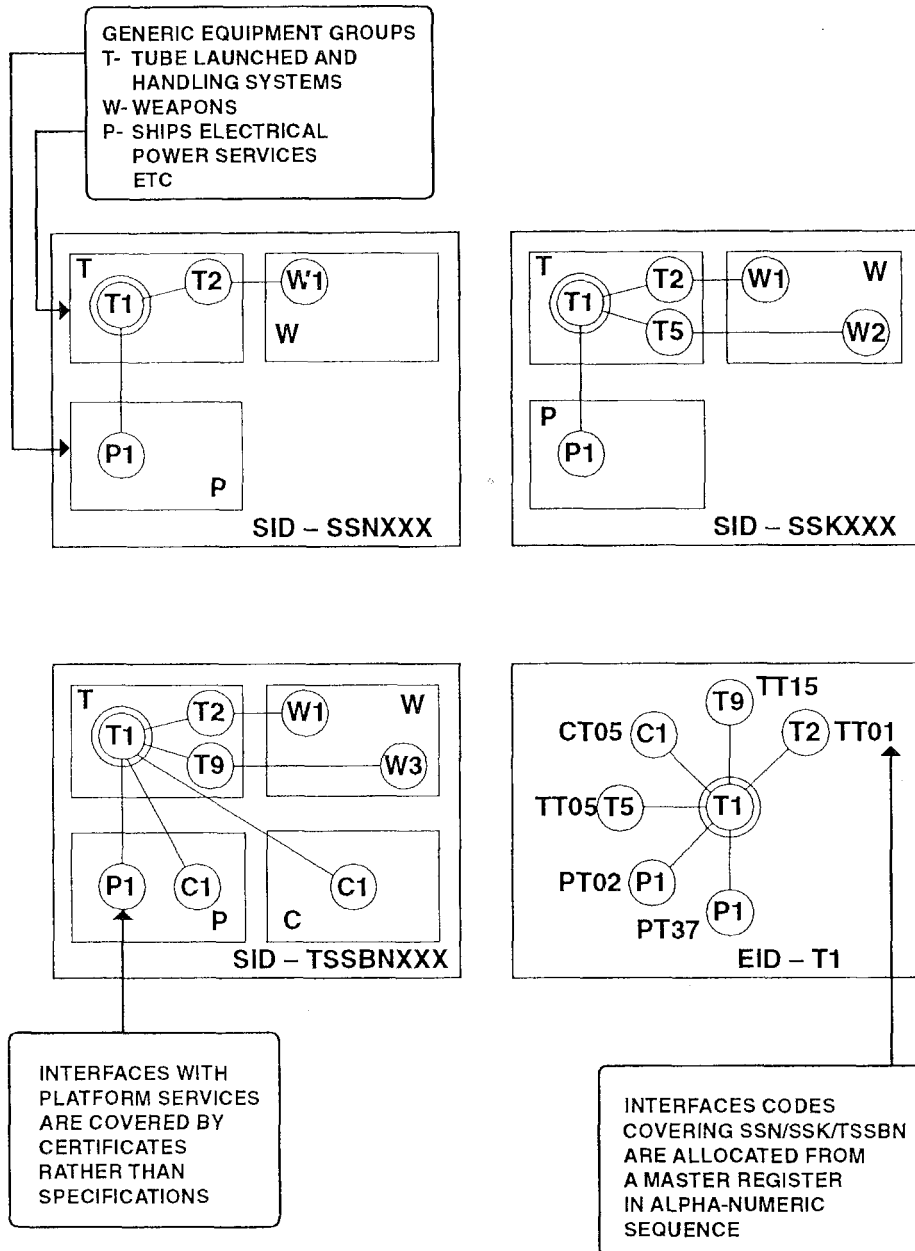 GENERIC EQUIPMENT GROUPS
T- TUBE LAUNCHED AND
HANDLING SYSTEMS
W- WEAPONS
P- SHIPS ELECTRICAL
POWER SERVICES
ETC
T
T1
T2
W'1
W
P1
P
SID – SSNXXX
T
T1
T2
W1
W
T5
W2
P
P1
SID – SSKXXX
T
T1
T2
W1
W
T9
W3
P1
C1
P
C1
C
SID – TSSBNXXX
T9 TT15
CT05 C1
T2 TT01
TT05 T5
T1
PT02 P1
PT37 P1
EID – T1
INTERFACES WITH
PLATFORM SERVICES
ARE COVERED BY
CERTIFICATES
RATHER THAN
SPECIFICATIONS
INTERFACES CODES
COVERING SSN/SSK/TSSBN
ARE ALLOCATED FROM
A MASTER REGISTER
IN ALPHA-NUMERIC
SEQUENCE